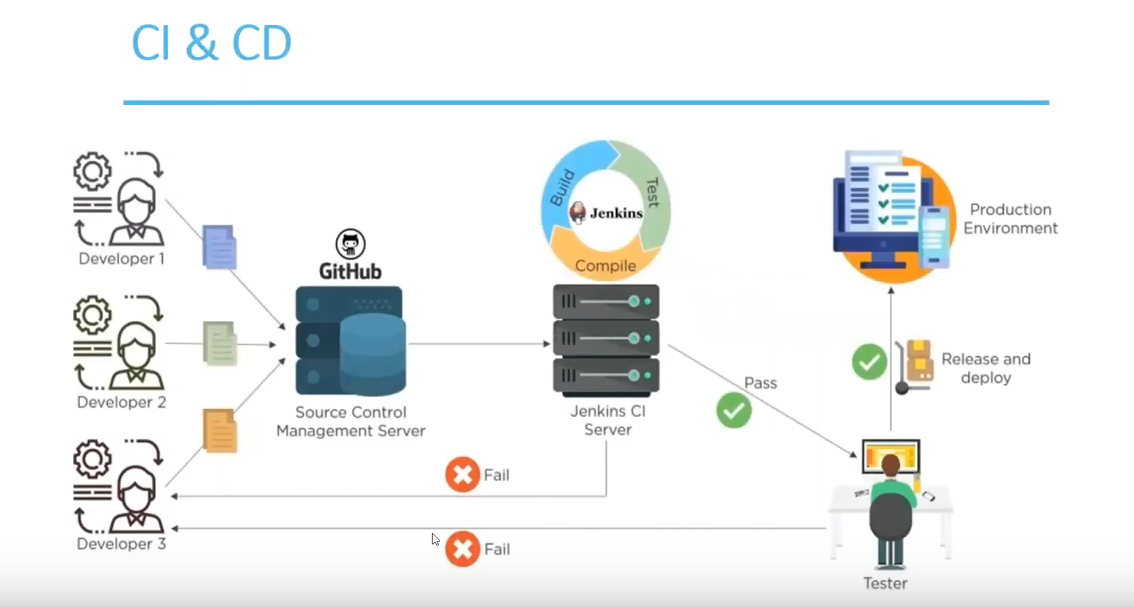 CI & CD
Developer 1
Developer 2
Developer 3
GitHub
Source Control
Management Server
Build
Test
Jenkins
Compile
Jenkins CI
Server
Pass
Fail
Fail
Production
Environment
Release and
deploy
Tester